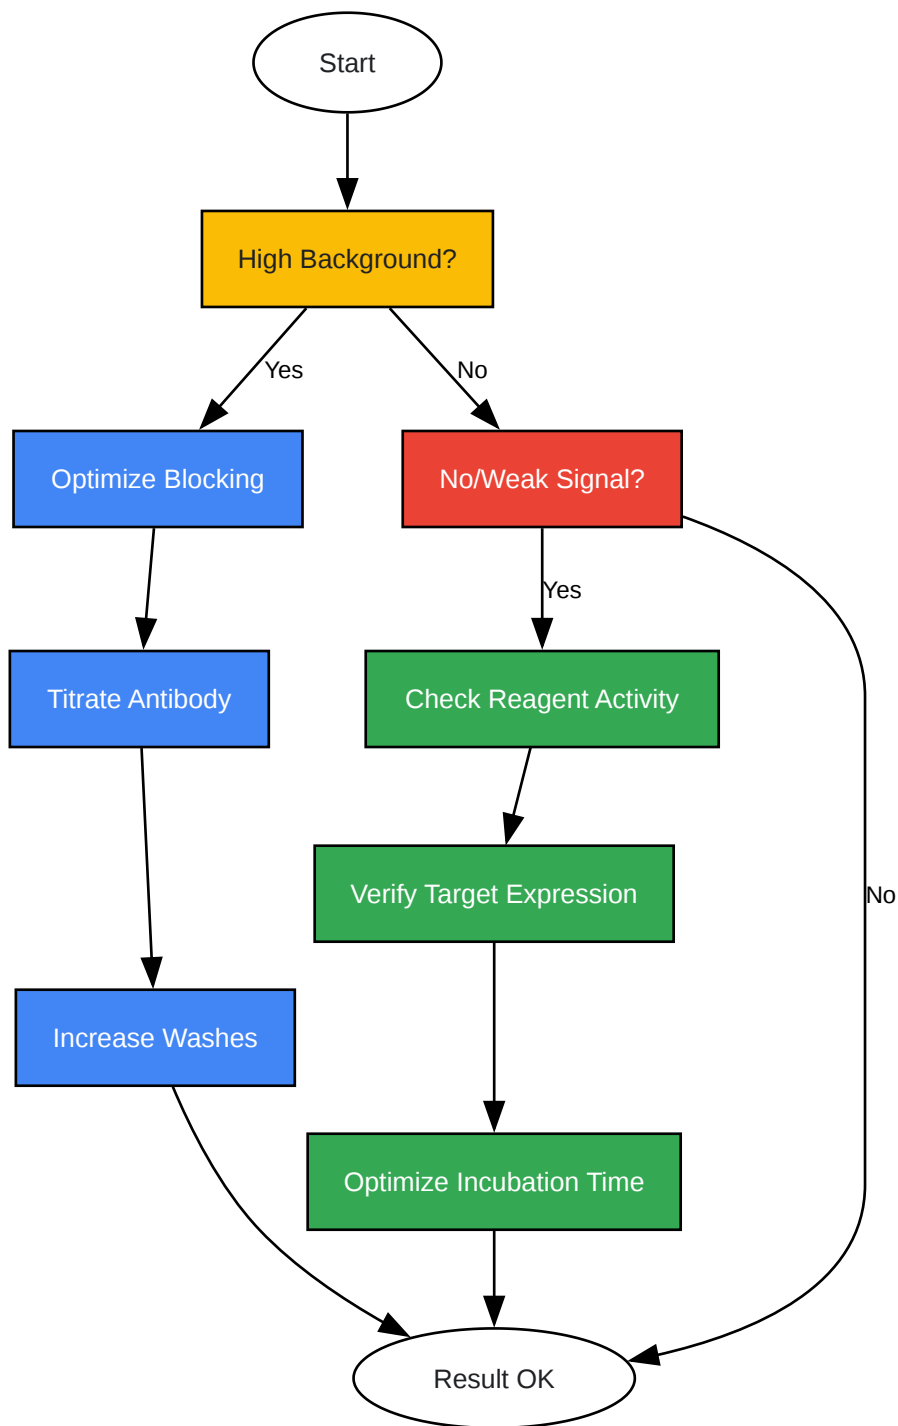 Start
High Background?
Yes
No
Optimize Blocking
No/Weak Signal?
Yes
Titrate Antibody
Check Reagent Activity
Verify Target Expression
No
Increase Washes
Optimize Incubation Time
Result OK